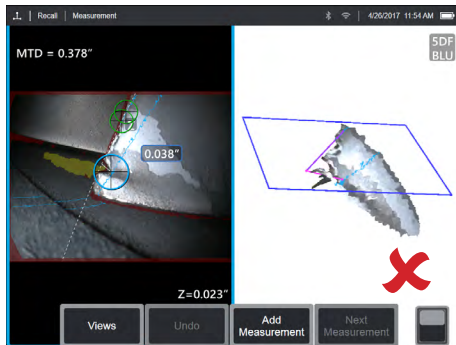 Recall Measurement 4/26/2017 11:54 AM
MTD = 0.378"
5DF
BLU
0.038"
Z=0.023"
Views Undo Add Measurement Next Measurement